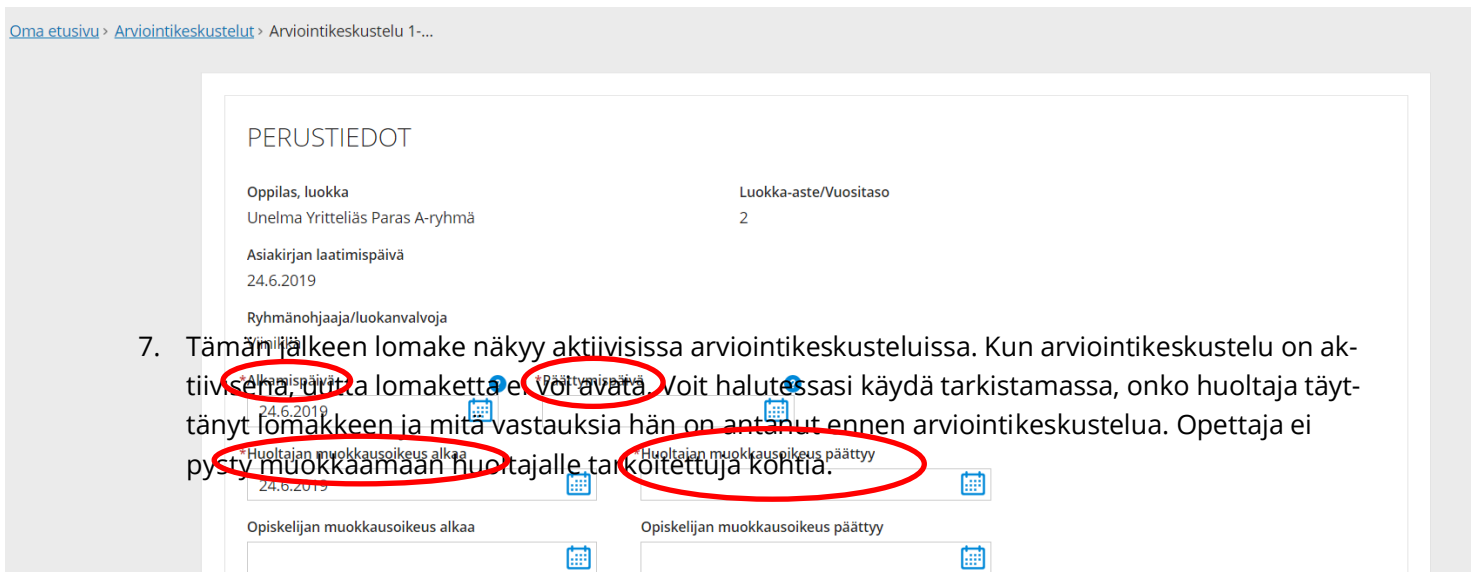 Oma etusivu › Arviointikeskustelut › Arviointikeskustelu 1-...
PERUSTIEDOT
Oppilas, luokka
Luokka-aste/Vuositaso
Unelma Yritteliäs Paras A-ryhmä
2
Asiakirjan laatimispäivä
24.6.2019
Ryhmänohjaaja/luokanvalvoja
Viinikka
7. Tämän jälkeen lomake näkyy aktiivisissa arviointikeskusteluissa. Kun arviointikeskustelu on ak-
*Alkamispäivä
*Päättymispäivä
tiivisena, uutta lomaketta ei voi avata. Voit halutessasi käydä tarkistamassa, onko huoltaja täyt-
24.6.2019
tänyt lomakkeen ja mitä vastauksia hän on antanut ennen arviointikeskustelua. Opettaja ei
*Huoltajan muokkausoikeus alkaa
*Huoltajan muokkausoikeus päättyy
pysty muokkaamaan huoltajalle tarkoitettuja kohtia.
24.6.2019
Opiskelijan muokkausoikeus alkaa
Opiskelijan muokkausoikeus päättyy